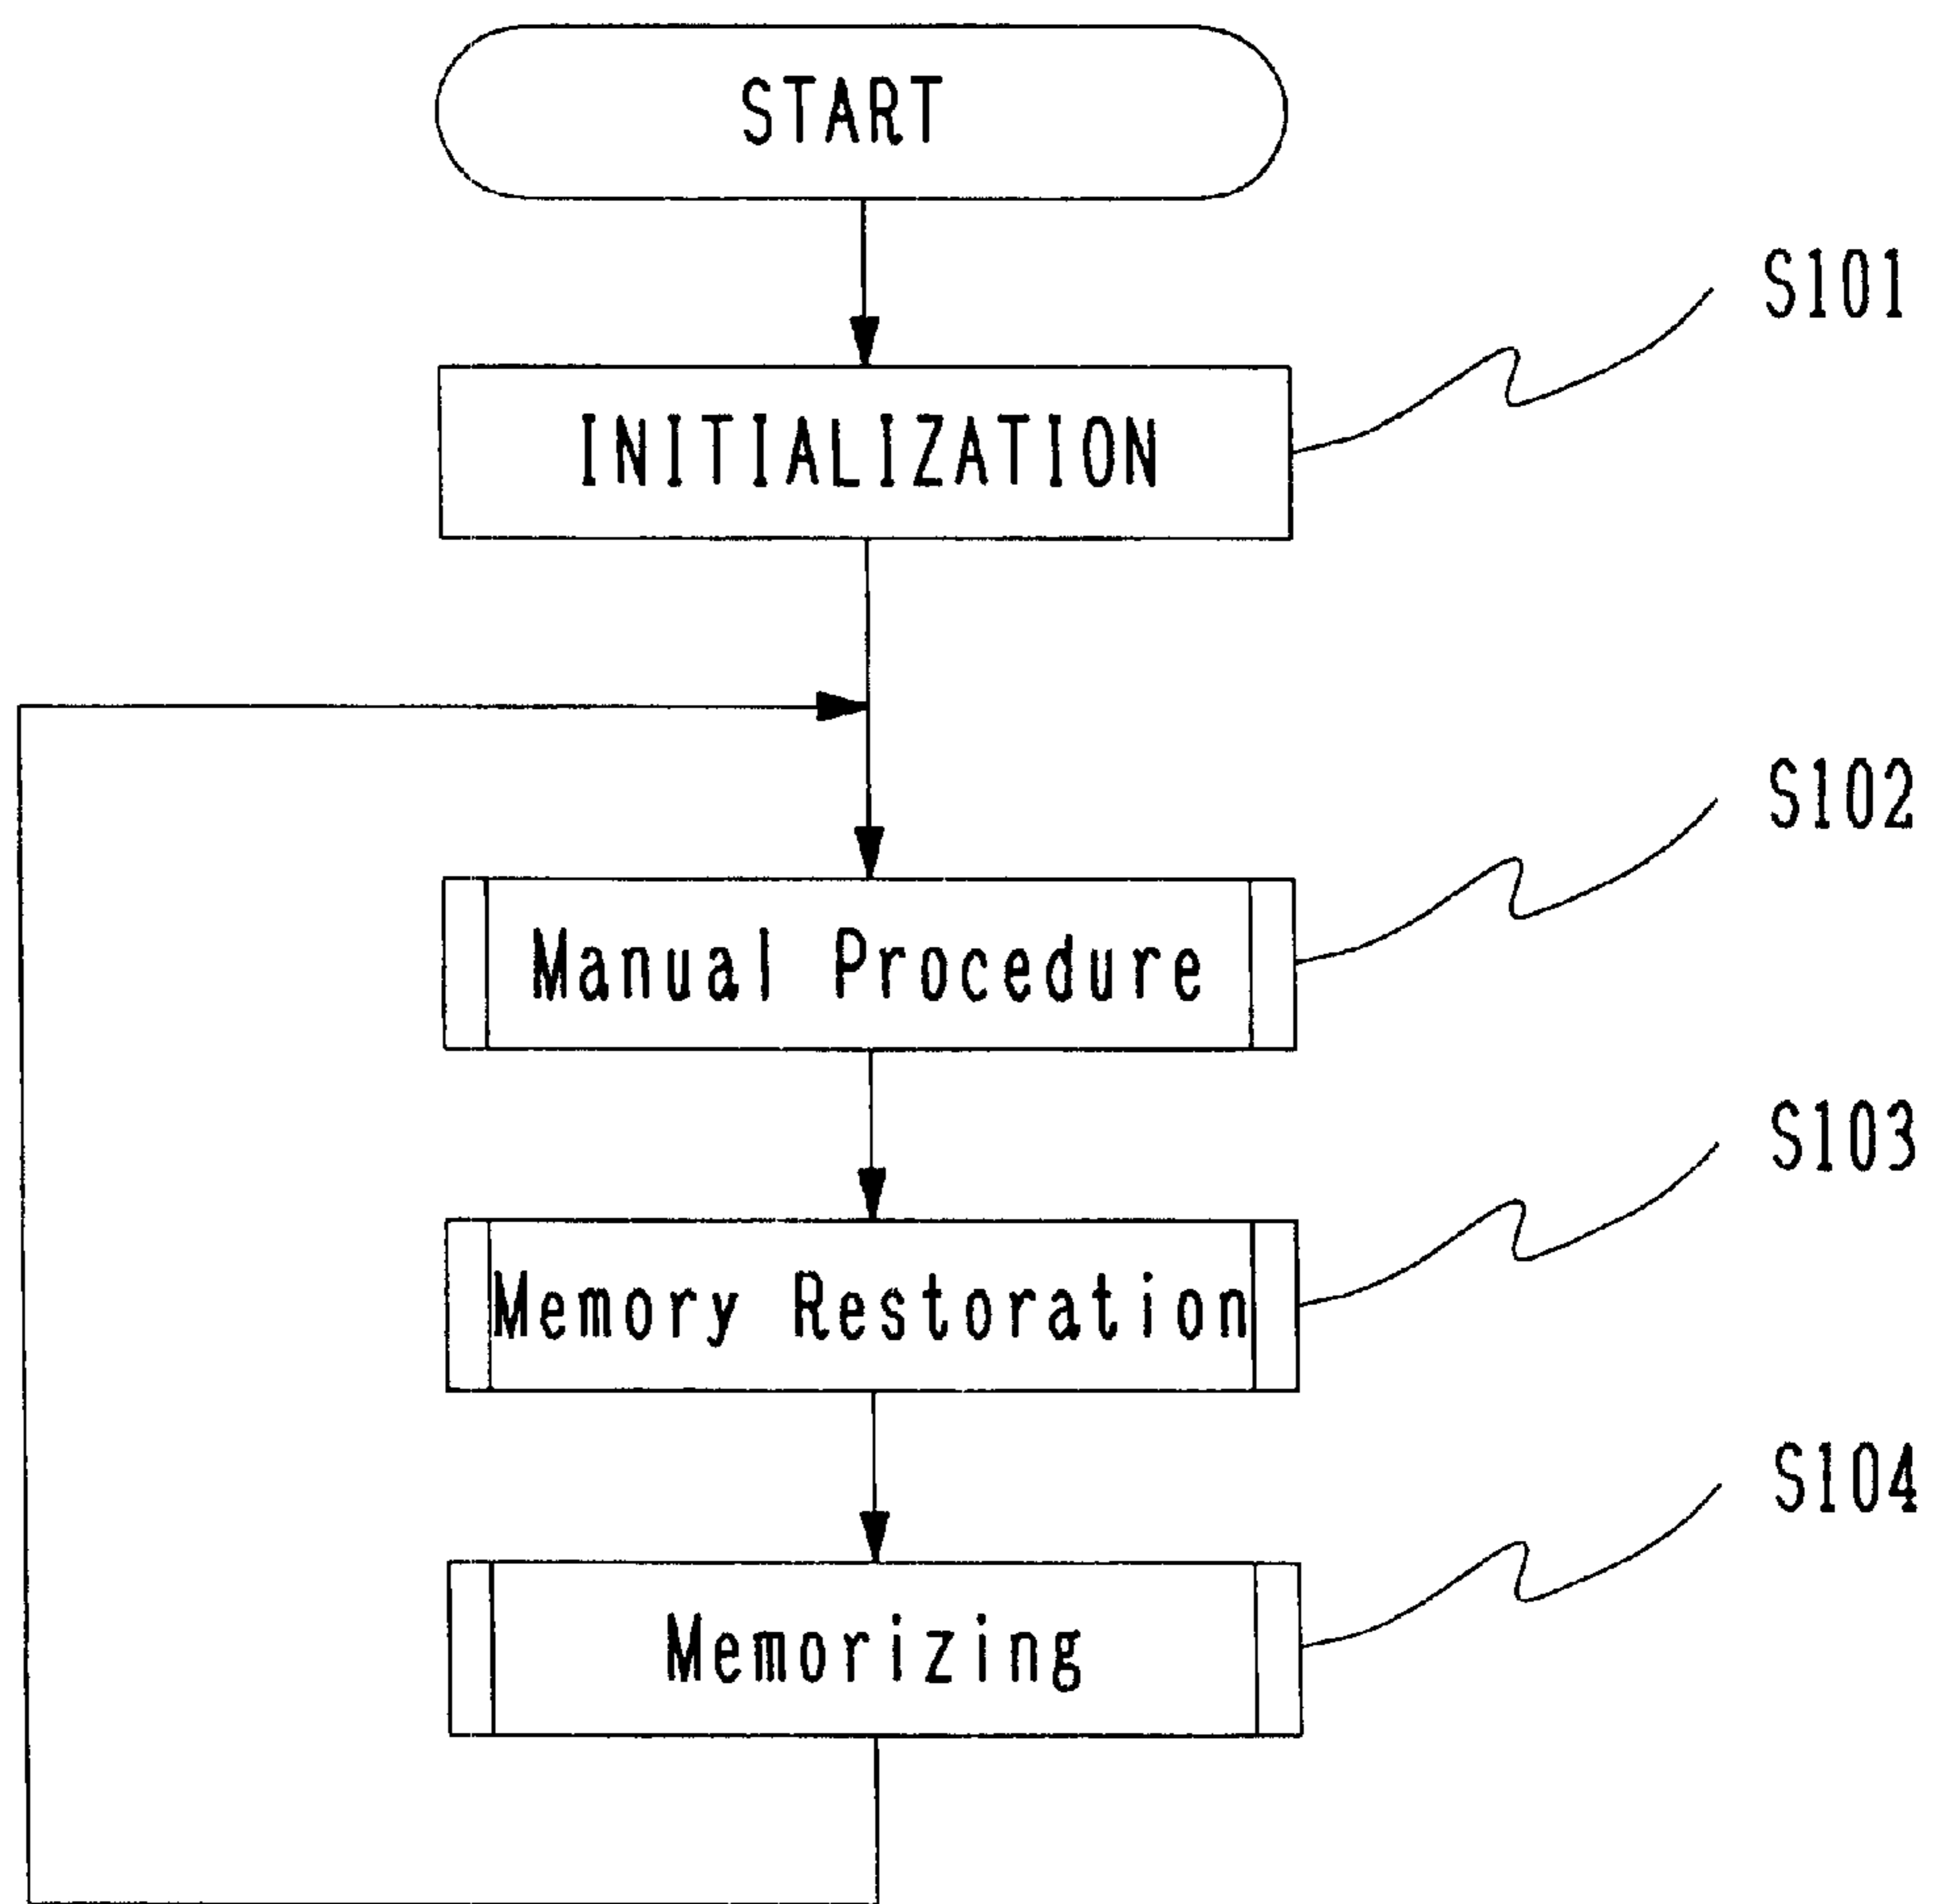 START
S101
INITIALIZATION
S102
Manual Procedure
S103
Memory Restoration
S104
Memorizing